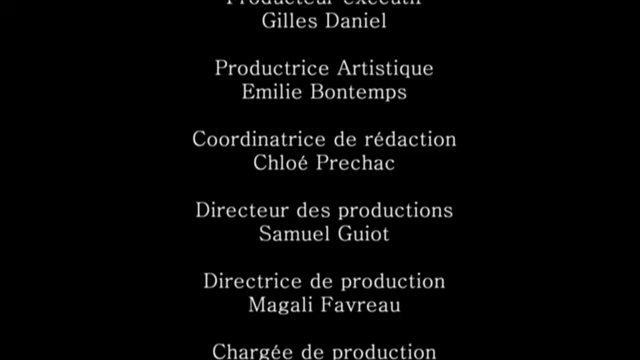 Producteur exécutif
Gilles Daniel
Productrice Artistique
Emilie Bontemps
Coordinatrice de rédaction
Chloé Prechac
Directeur des productions
Samuel Guiot
Directrice de production
Magali Favreau
Chargée de production